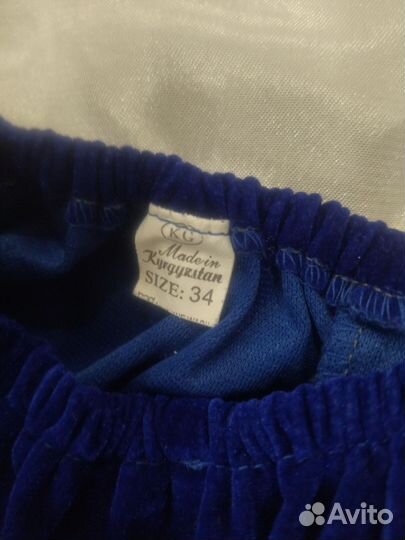 KG
Made in
Kyrgyzstan
SIZE: 34
Avito